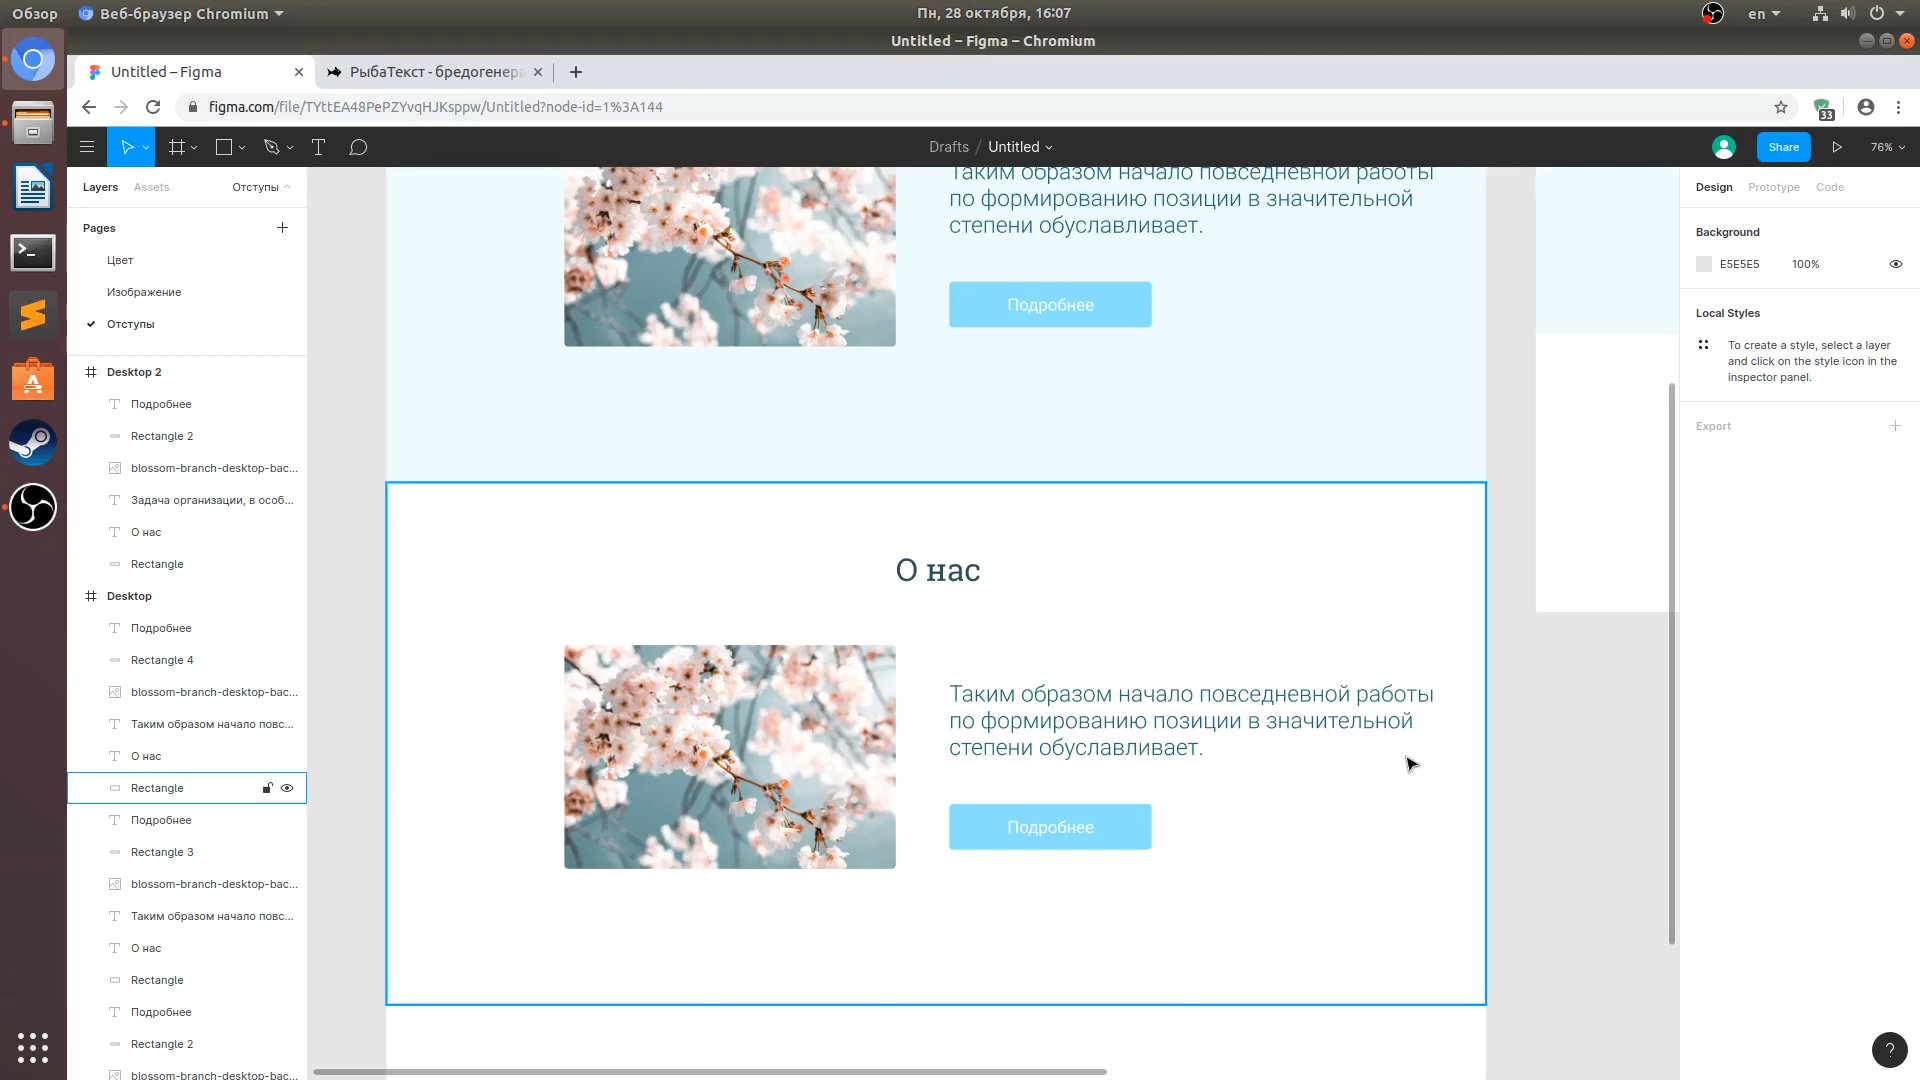 Обзор
Веб-браузер Chromium
Пн, 28 октября, 16:07
en
Untitled – Figma – Chromium
Untitled – Figma
РыбаТекст - бредогенера
figma.com/file/TYttEA48PePZYvqHJKsppw/Untitled?node-id=1%3A144
33
Drafts / Untitled
Share
76%
Layers
Assets
Отступы
Pages
Цвет
Изображение
Отступы
Desktop 2
Подробнее
Rectangle 2
blossom-branch-desktop-bac...
Задача организации, в особ...
О нас
Rectangle
Desktop
Подробнее
Rectangle 4
blossom-branch-desktop-bac...
Таким образом начало повс...
О нас
Rectangle
Подробнее
Rectangle 3
blossom-branch-desktop-bac...
Таким образом начало повс...
О нас
Rectangle
Подробнее
Rectangle 2
blossom-branch-desktop-bac...
Таким образом начало повседневной работы
по формированию позиции в значительной
степени обуславливает.
Подробнее
О нас
Таким образом начало повседневной работы
по формированию позиции в значительной
степени обуславливает.
Подробнее
Design
Prototype
Code
Background
E5E5E5
100%
Local Styles
To create a style, select a layer
and click on the style icon in the
inspector panel.
Export
?